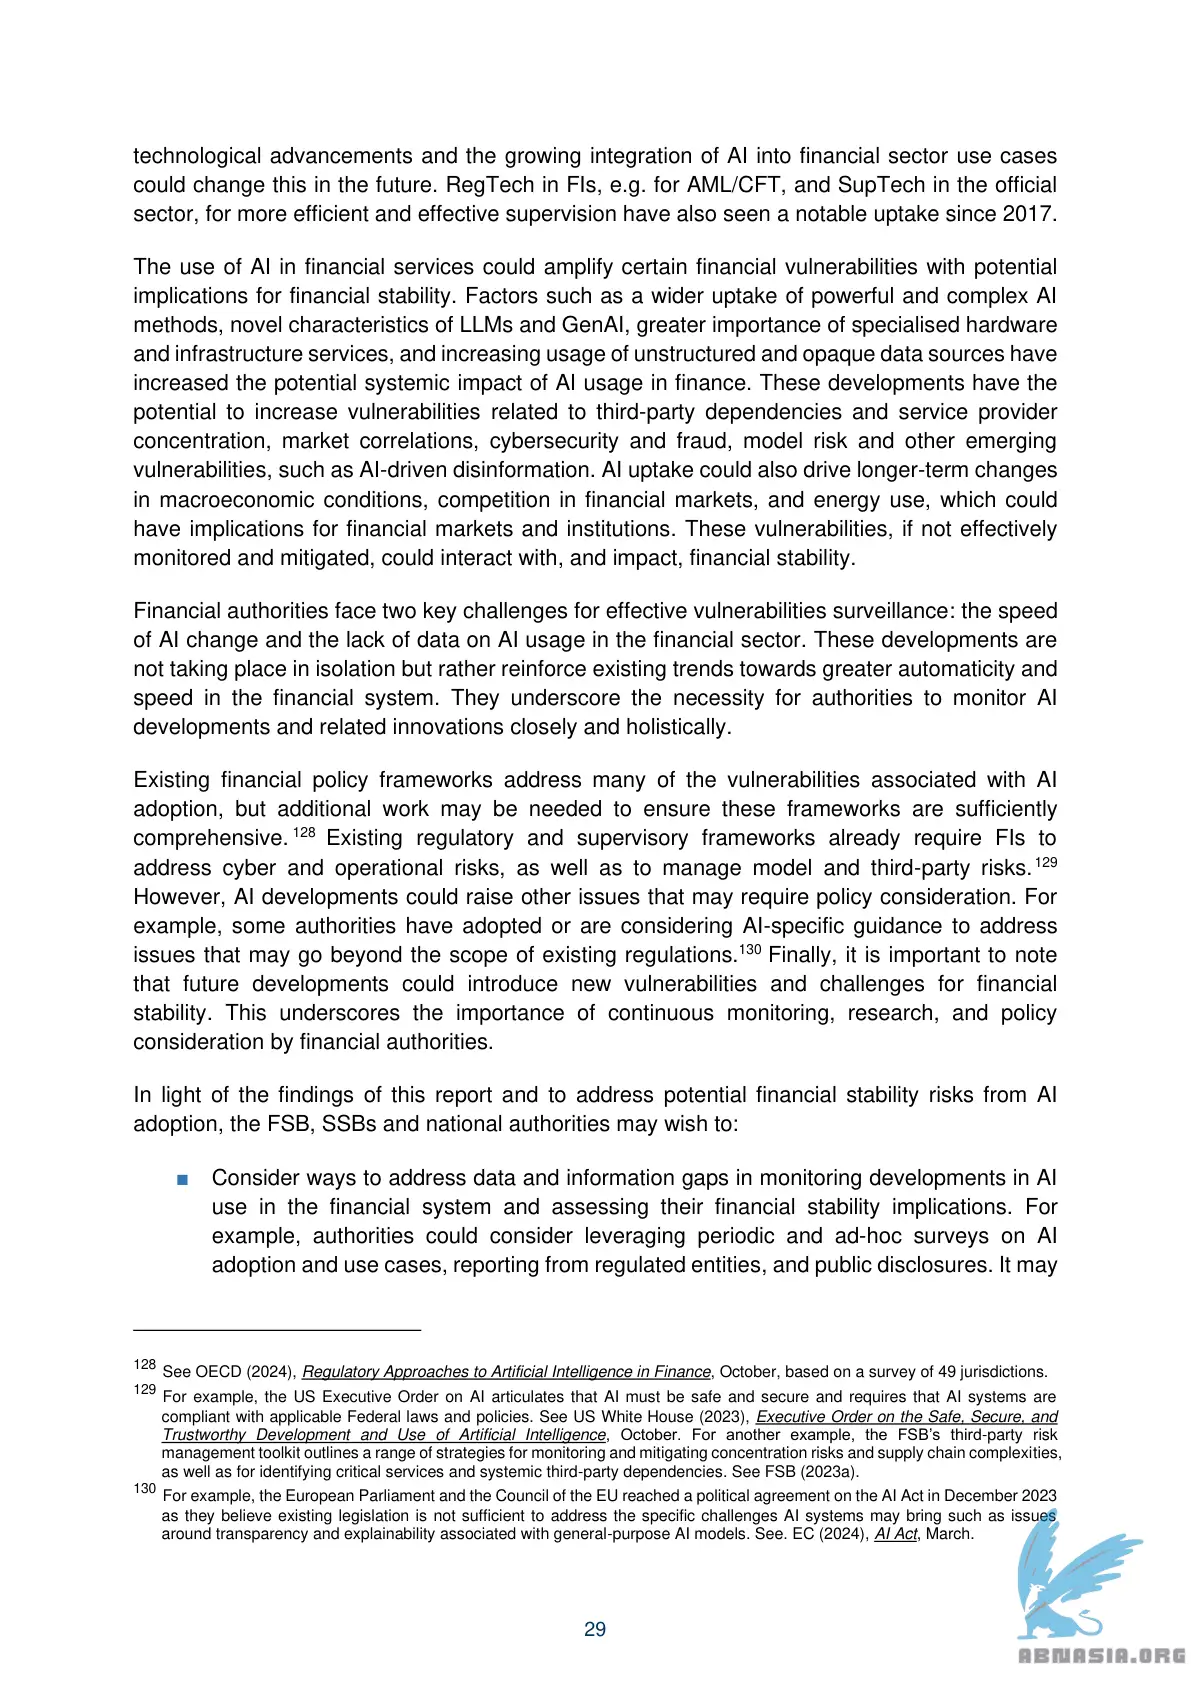 technological advancements and the growing integration of AI into financial sector use cases
could change this in the future. RegTech in FIs, e.g. for AML/CFT, and SupTech in the official
sector, for more efficient and effective supervision have also seen a notable uptake since 2017.
The use of AI in financial services could amplify certain financial vulnerabilities with potential
implications for financial stability. Factors such as a wider uptake of powerful and complex AI
methods, novel characteristics of LLMs and GenAI, greater importance of specialised hardware
and infrastructure services, and increasing usage of unstructured and opaque data sources have
increased the potential systemic impact of AI usage in finance. These developments have the
potential to increase vulnerabilities related to third-party dependencies and service provider
concentration, market correlations, cybersecurity and fraud, model risk and other emerging
vulnerabilities, such as AI-driven disinformation. AI uptake could also drive longer-term changes
in macroeconomic conditions, competition in financial markets, and energy use, which could
have implications for financial markets and institutions. These vulnerabilities, if not effectively
monitored and mitigated, could interact with, and impact, financial stability.
Financial authorities face two key challenges for effective vulnerabilities surveillance: the speed
of AI change and the lack of data on AI usage in the financial sector. These developments are
not taking place in isolation but rather reinforce existing trends towards greater automaticity and
speed in the financial system. They underscore the necessity for authorities to monitor AI
developments and related innovations closely and holistically.
Existing financial policy frameworks address many of the vulnerabilities associated with AI
adoption, but additional work may be needed to ensure these frameworks are sufficiently
comprehensive. 128 Existing regulatory and supervisory frameworks already require FIs to
address cyber and operational risks, as well as to manage model and third-party risks. 129
However, AI developments could raise other issues that may require policy consideration. For
example, some authorities have adopted or are considering AI-specific guidance to address
issues that may go beyond the scope of existing regulations.130 Finally, it is important to note
that future developments could introduce new vulnerabilities and challenges for financial
stability. This underscores the importance of continuous monitoring, research, and policy
consideration by financial authorities.
In light of the findings of this report and to address potential financial stability risks from AI
adoption, the FSB, SSBs and national authorities may wish to:
■ Consider ways to address data and information gaps in monitoring developments in AI
use in the financial system and assessing their financial stability implications. For
example, authorities could consider leveraging periodic and ad-hoc surveys on AI
adoption and use cases, reporting from regulated entities, and public disclosures. It may
128 See OECD (2024), Regulatory Approaches to Artificial Intelligence in Finance, October, based on a survey of 49 jurisdictions.
129 For example, the US Executive Order on AI articulates that AI must be safe and secure and requires that AI systems are
compliant with applicable Federal laws and policies. See US White House (2023), Executive Order on the Safe, Secure, and
Trustworthy Development and Use of Artificial Intelligence, October. For another example, the FSB's third-party risk
management toolkit outlines a range of strategies for monitoring and mitigating concentration risks and supply chain complexities,
as well as for identifying critical services and systemic third-party dependencies. See FSB (2023a).
130 For example, the European Parliament and the Council of the EU reached a political agreement on the AI Act in December 2023
as they believe existing legislation is not sufficient to address the specific challenges AI systems may bring such as issues
around transparency and explainability associated with general-purpose AI models. See. EC (2024), AI Act, March.
29
ABNASIA.ORG